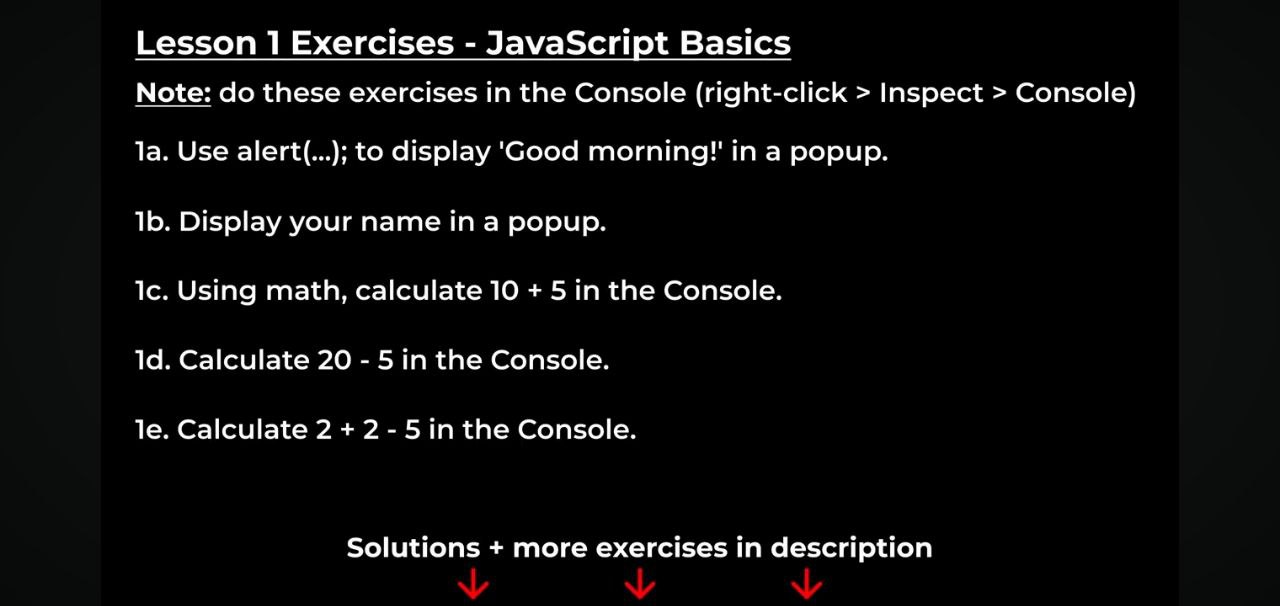 Lesson 1 Exercises - JavaScript Basics
Note: do these exercises in the Console (right-click > Inspect > Console)
1a. Use alert(...); to display 'Good morning!' in a popup.
1b. Display your name in a popup.
1c. Using math, calculate 10 + 5 in the Console.
1d. Calculate 20 - 5 in the Console.
1e. Calculate 2 + 2 - 5 in the Console.
Solutions + more exercises in description